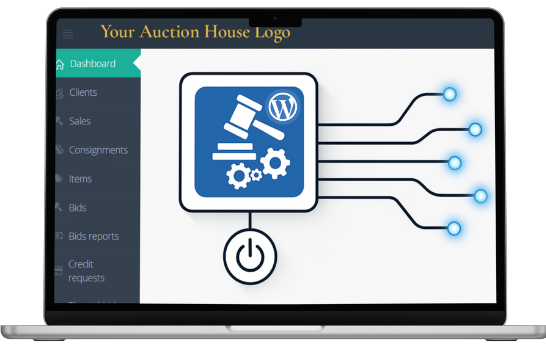 Your Auction House Logo
Dashboard
Clients
Sales
Consignments
Items
Bids
Bids reports
Credit
requests